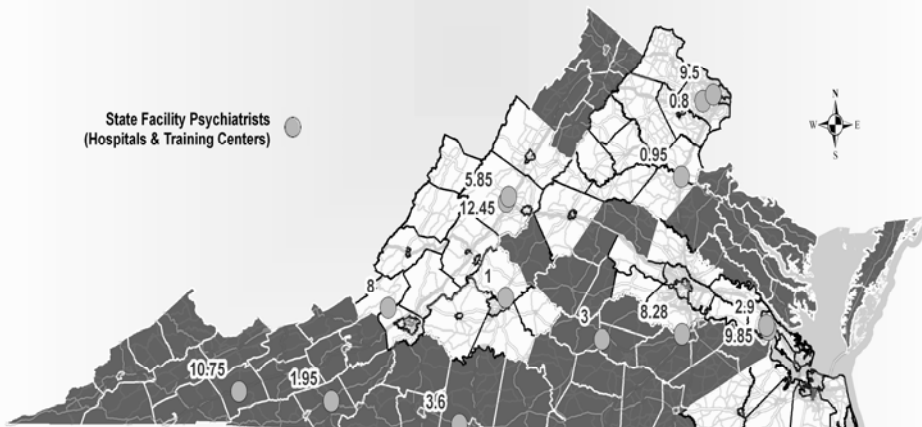 9.5
0.8
N
W E
S
State Facility Psychiatrists
(Hospitals & Training Centers)
0.95
5.85
12.45
8
1
3
8.28
2.9
9.85
10.75
1.95
3.6